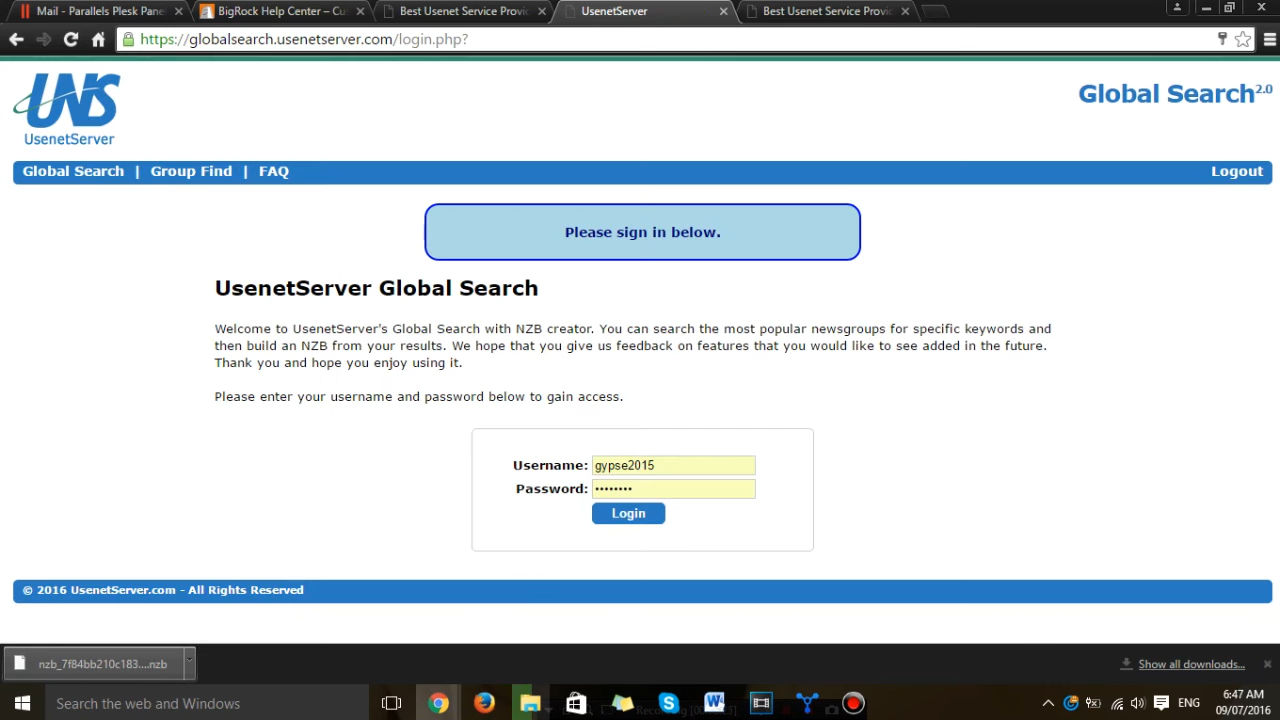 Mail - Parallels Plesk Pane
BigRock Help Center – Cu
Best Usenet Service Provic
UsenetServer
Best Usenet Service Provic
https://globalsearch.usenetserver.com/login.php?
UNS
UsenetServer
Global Search2.0
Global Search | Group Find | FAQ
Logout
Please sign in below.
UsenetServer Global Search
Welcome to UsenetServer's Global Search with NZB creator. You can search the most popular newsgroups for specific keywords and
then build an NZB from your results. We hope that you give us feedback on features that you would like to see added in the future.
Thank you and hope you enjoy using it.
Please enter your username and password below to gain access.
Username: gypse2015
Password: ••••••••
Login
© 2016 UsenetServer.com - All Rights Reserved
nzb_7f84bb210c183....nzb
Show all downloads...
Search the web and Windows
ENG
6:47 AM
09/07/2016